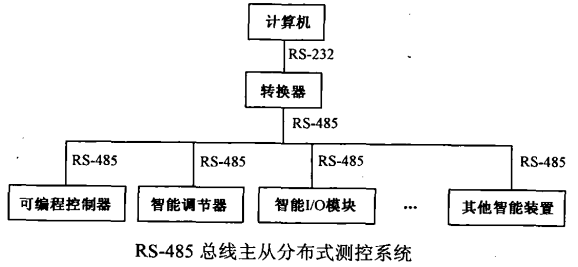 计算机
RS-232
转换器
RS-485
RS-485 RS-485 RS-485 RS-485
可编程控制器 智能调节器 智能I/O模块 ··· 其他智能装置
RS-485 总线主从分布式测控系统